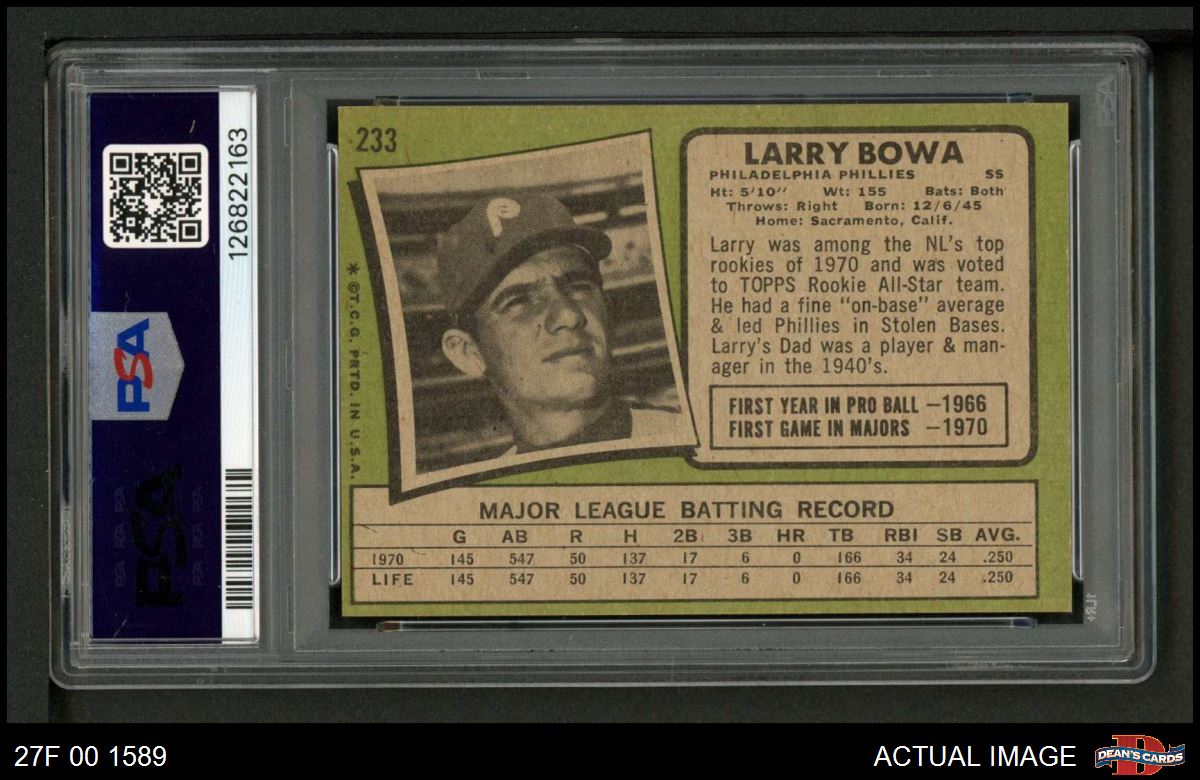 233
LARRY BOWA
PHILADELPHIA PHILLIES SS
Ht: 5'10" Wt: 155 Bats: Both
Throws: Right Born: 12/6/45
Home: Sacramento, Calif.
Larry was among the NL's top
rookies of 1970 and was voted
to TOPPS Rookie All-Star team.
He had a fine "on-base" average
& led Phillies in Stolen Bases.
Larry's Dad was a player & man-
ager in the 1940's.
FIRST YEAR IN PRO BALL —1966
FIRST GAME IN MAJORS —1970
* ©T.C.G. PRTD. IN U.S.A.
P
MAJOR LEAGUE BATTING RECORD
G AB R H 2B 3B HR TB RBI SB AVG.
1970 145 547 50 137 17 6 0 166 34 24 .250
LIFE 145 547 50 137 17 6 0 166 34 24 .250
126822163
PSA
PSA
PSA
27F 00 1589
ACTUAL IMAGE
DEAN'S CARDS